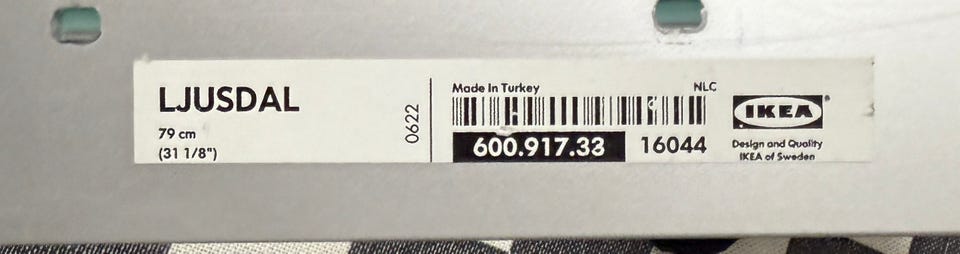 LJUSDAL
79 cm
(31 1/8")
0622
Made in Turkey
NLC
600.917.33
16044
IKEA®
Design and Quality
IKEA of Sweden